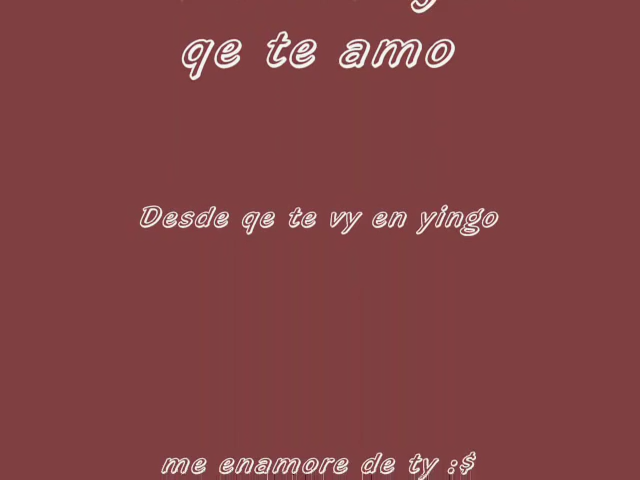 qe te amo
Desde qe te vy en yingo
me enamore de ty :$